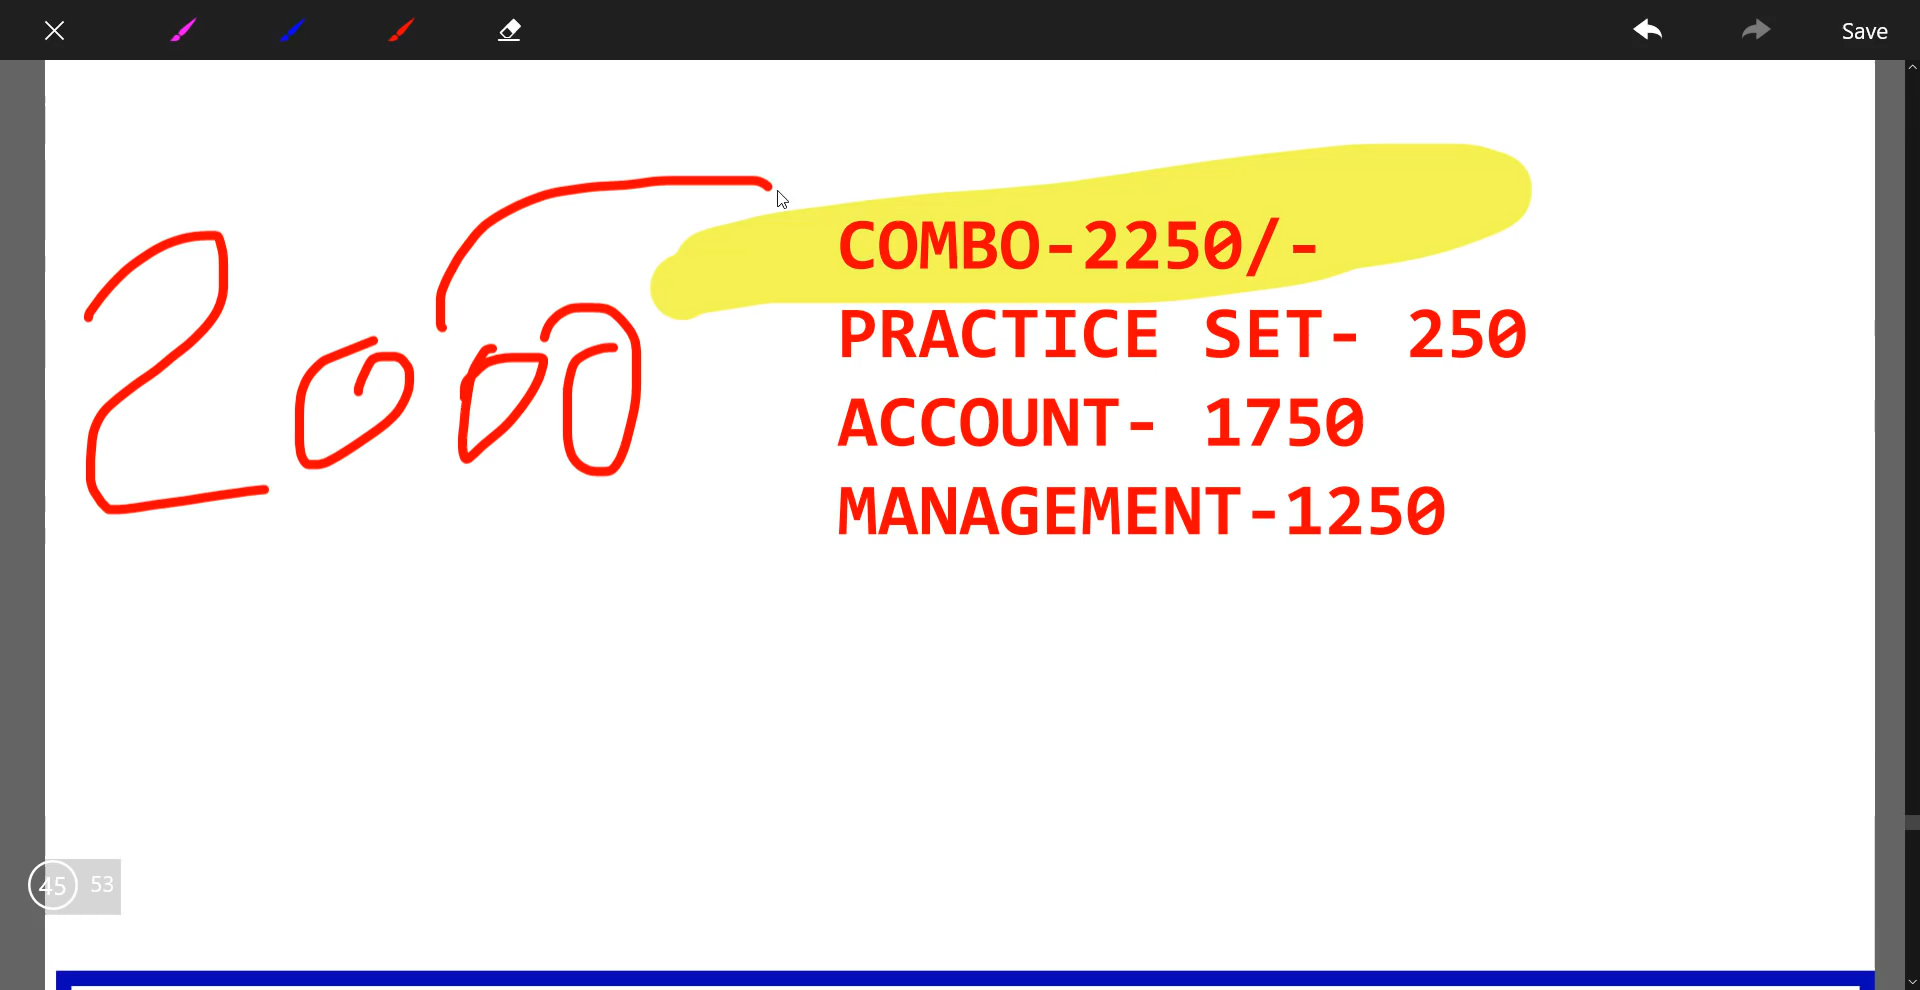 Save
2000
COMBO-2250/-
PRACTICE SET- 250
ACCOUNT- 1750
MANAGEMENT-1250
45 53